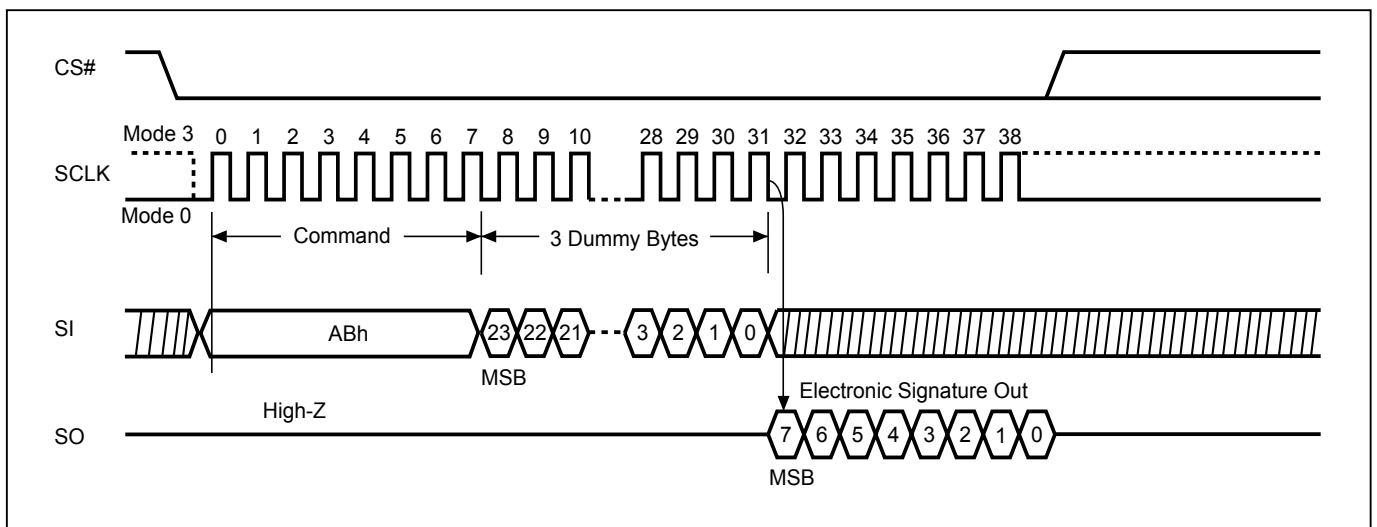 CS#
Mode 3 0 1 2 3 4 5 6 7 8 9 10 28 29 30 31 32 33 34 35 36 37 38
SCLK
Mode 0
Command 3 Dummy Bytes
SI ABh 23 22 21 3 2 1 0
MSB
Electronic Signature Out
High-Z
SO 7 6 5 4 3 2 1 0
MSB